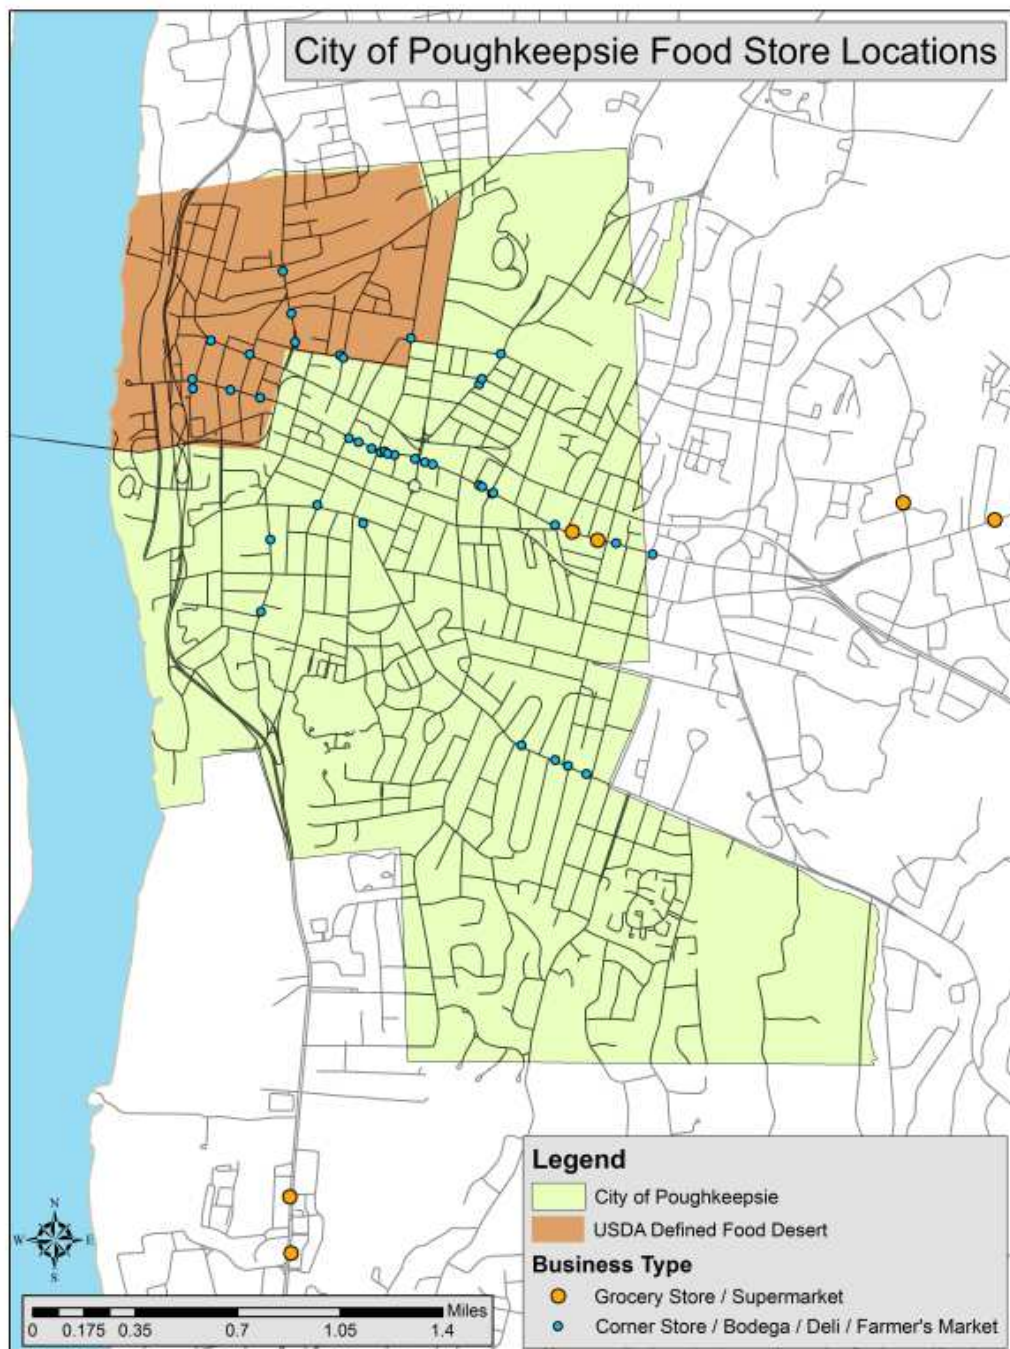 City of Poughkeepsie Food Store Locations
Legend
City of Poughkeepsie
USDA Defined Food Desert
Business Type
Grocery Store / Supermarket
Corner Store / Bodega / Deli / Farmer's Market
N
W E
S
Miles
0 0.175 0.35 0.7 1.05 1.4